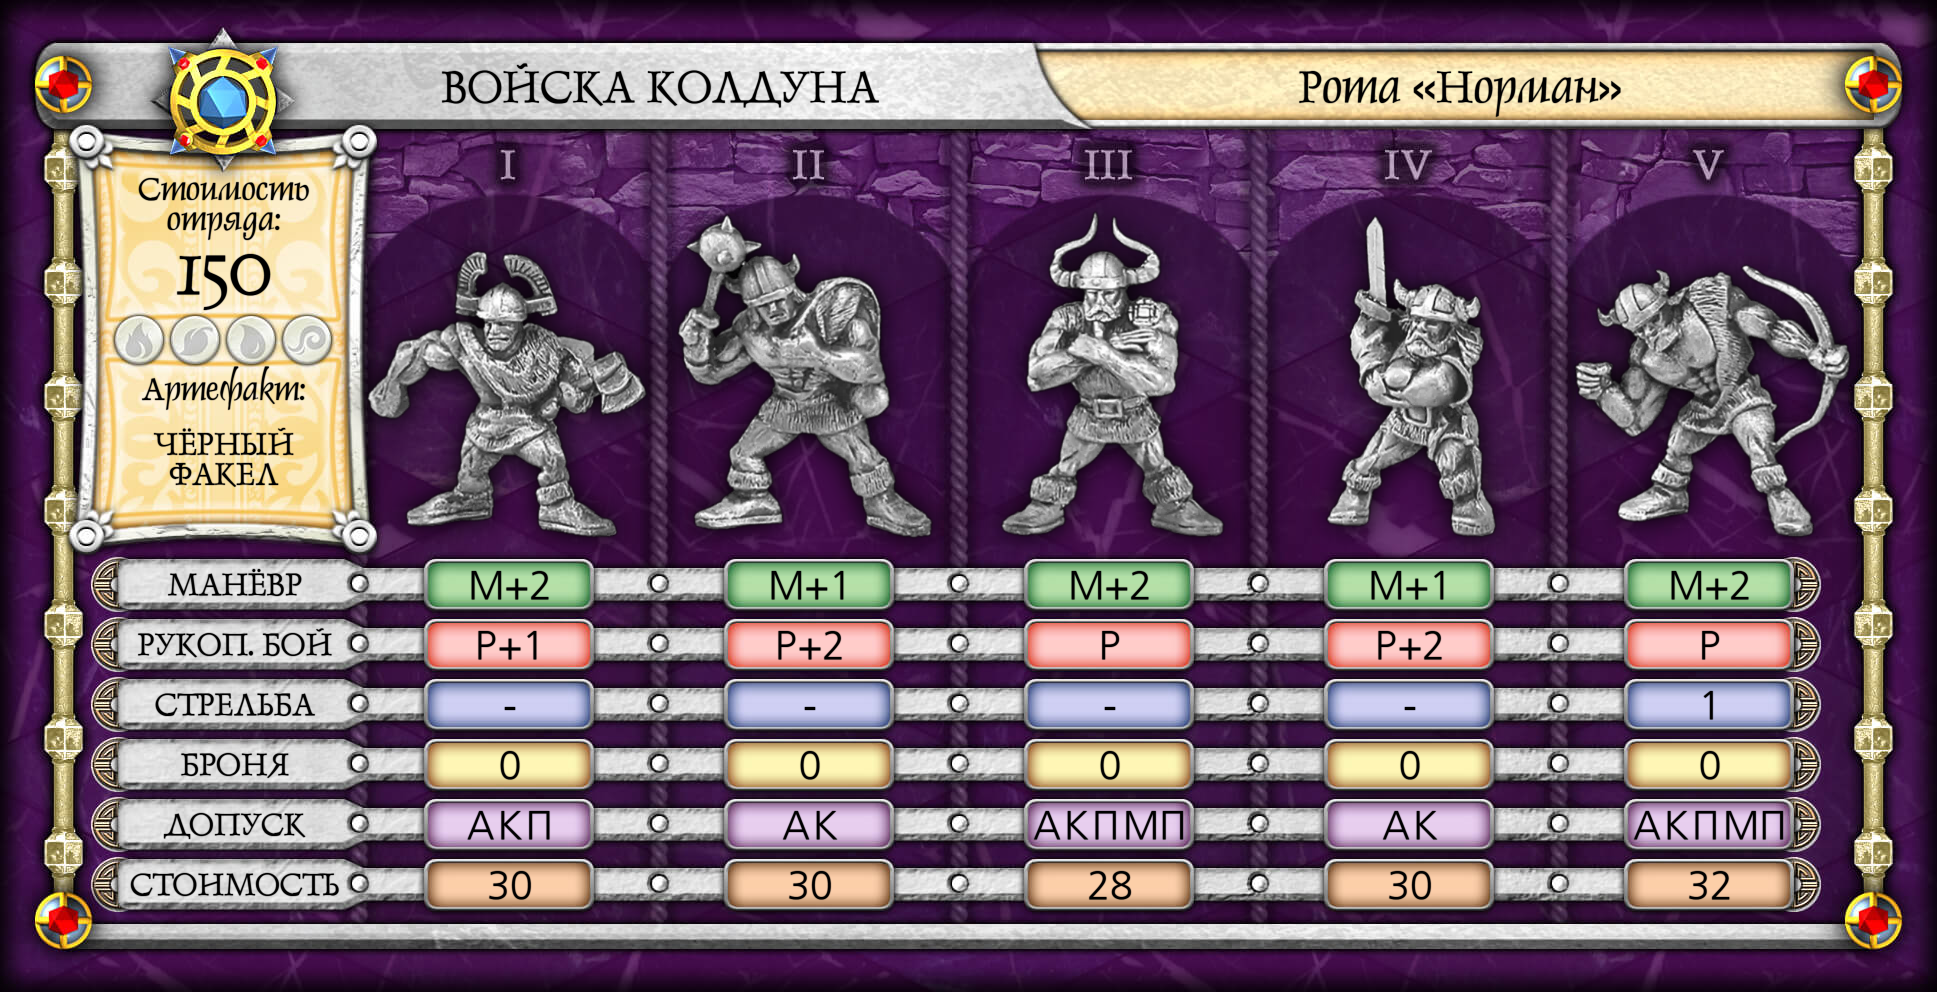 ВОЙСКА КОЛДУНА
Рота «Норман»
Стоимость
отряда:
150
Артефакт:
ЧЁРНЫЙ
ФАКЕЛ
I II III IV V
МАНЁВР М+2 М+1 М+2 М+1 М+2
РУКОП. БОЙ Р+1 Р+2 Р Р+2 Р
СТРЕЛЬБА - - - - 1
БРОНЯ 0 0 0 0 0
ДОПУСК АКП АК АКПМП АК АКПМП
СТОИМОСТЬ 30 30 28 30 32